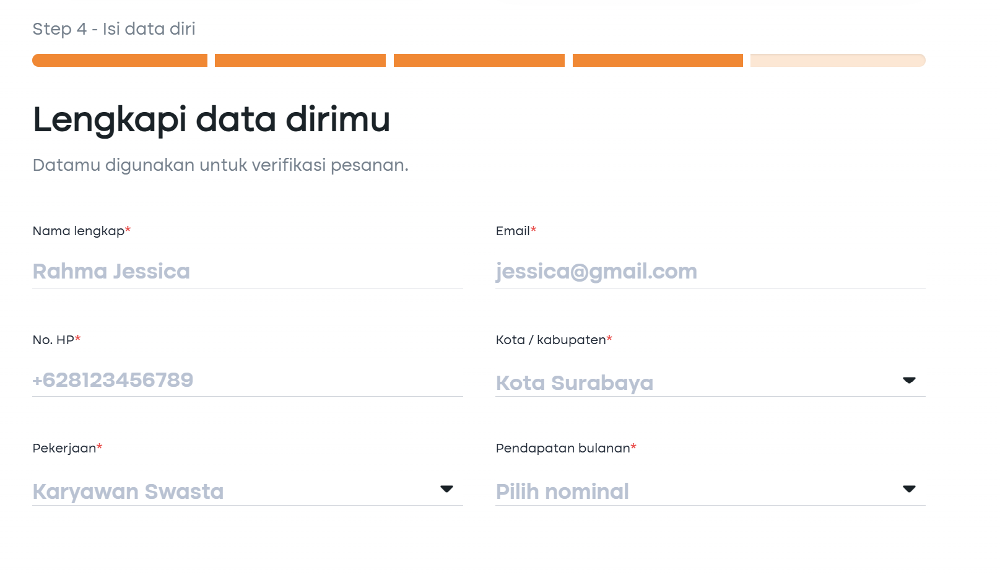 Step 4 - Isi data diri
Lengkapi data dirimu
Datamu digunakan untuk verifikasi pesanan.
Nama lengkap*
Rahma Jessica
Email*
jessica@gmail.com
No. HP*
+628123456789
Kota / kabupaten*
Kota Surabaya
Pekerjaan*
Karyawan Swasta
Pendapatan bulanan*
Pilih nominal